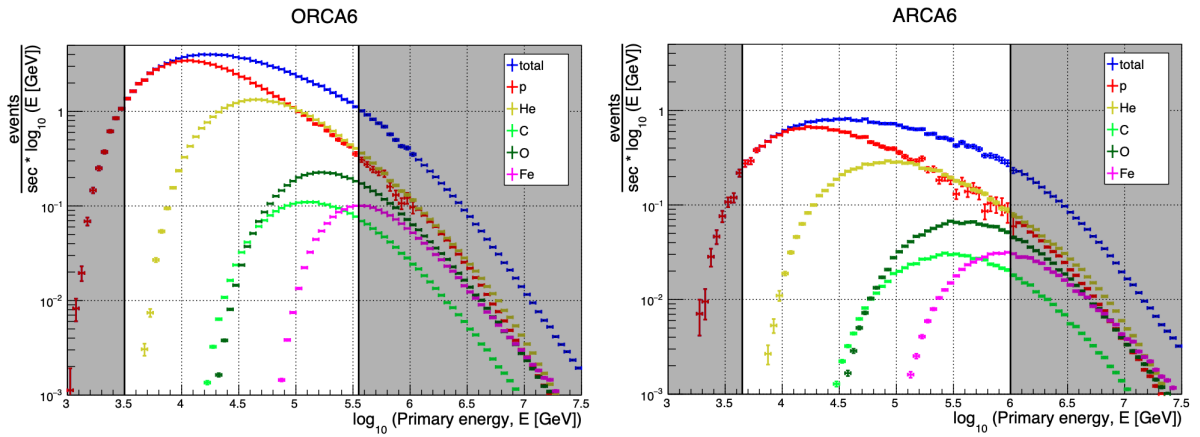 ORCA6
events
sec * log10 (E [GeV])
total
p
He
C
O
Fe
1
10−1
10−2
10−3
3 3.5 4 4.5 5 5.5 6 6.5 7 7.5
log10 (Primary energy, E [GeV])
ARCA6
events
sec * log10 (E [GeV])
total
p
He
C
O
Fe
1
10−1
10−2
10−3
3 3.5 4 4.5 5 5.5 6 6.5 7 7.5
log10 (Primary energy, E [GeV])